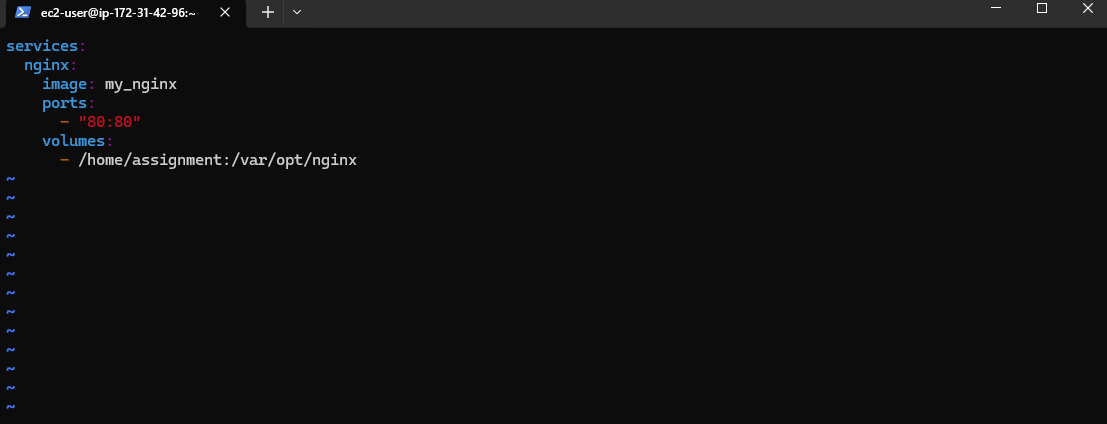 ec2-user@ip-172-31-42-96:~
services:
  nginx:
    image: my_nginx
    ports:
      - "80:80"
    volumes:
      - /home/assignment:/var/opt/nginx
~
~
~
~
~
~
~
~
~
~
~
~
~